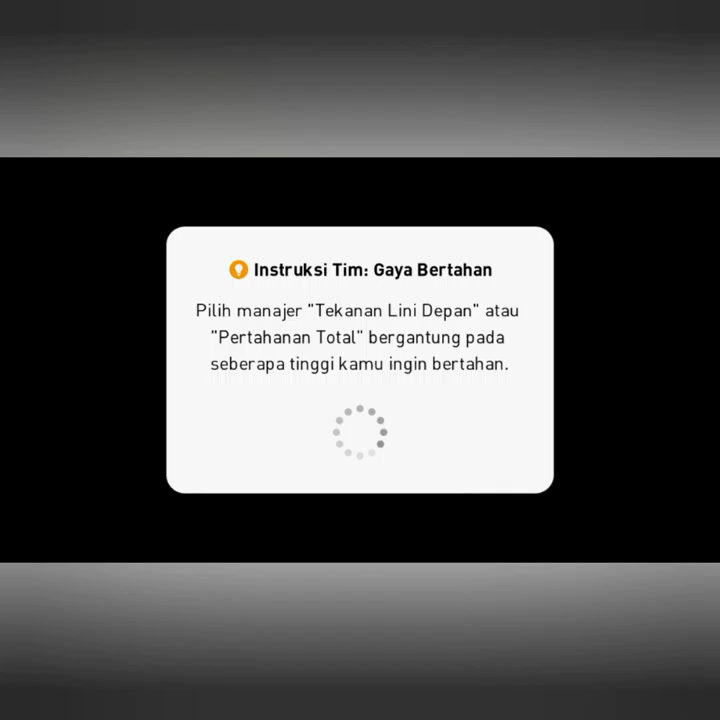 Instruksi Tim: Gaya Bertahan
Pilih manajer "Tekanan Lini Depan" atau
"Pertahanan Total" bergantung pada
seberapa tinggi kamu ingin bertahan.